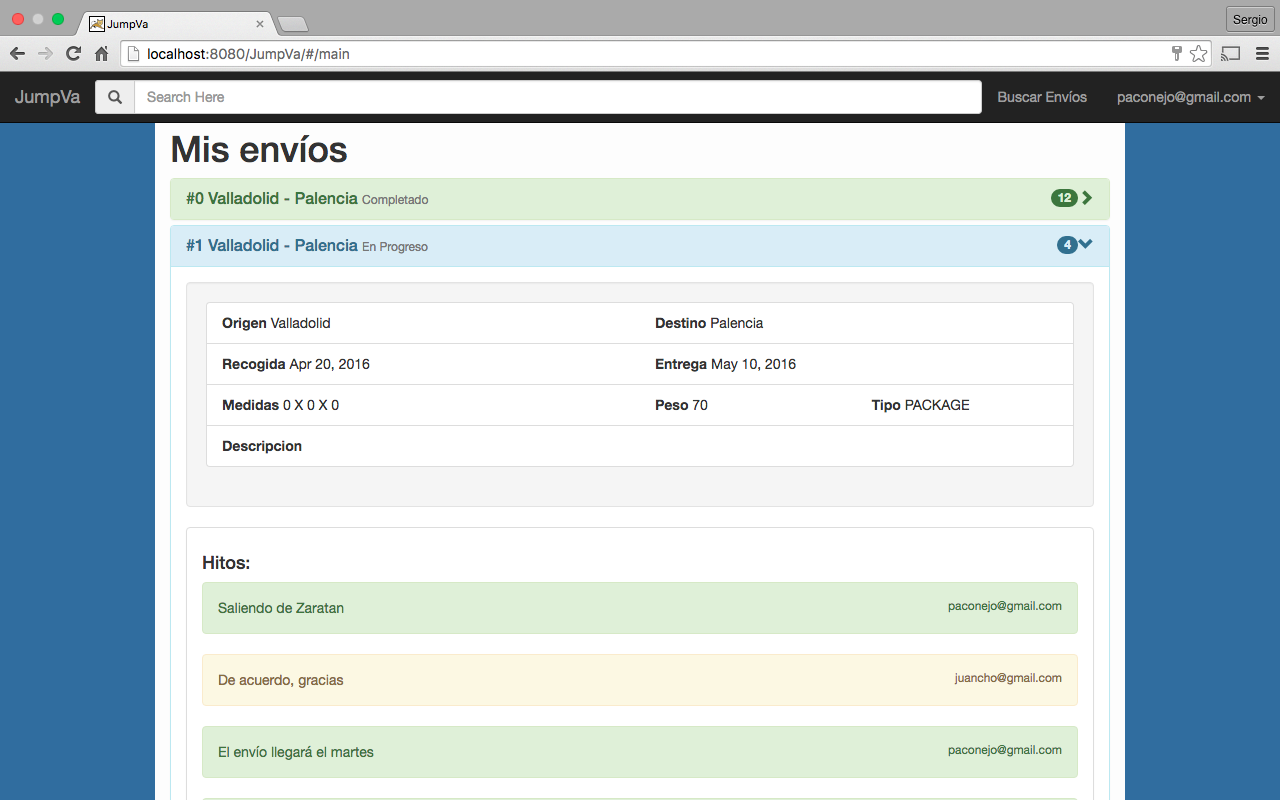 JumpVa
Sergio
localhost:8080/JumpVa/#/main
JumpVa
Search Here
Buscar Envíos
paconejo@gmail.com
Mis envíos
#0 Valladolid - Palencia Completado 12
#1 Valladolid - Palencia En Progreso 4
Origen Valladolid Destino Palencia
Recogida Apr 20, 2016 Entrega May 10, 2016
Medidas 0 X 0 X 0 Peso 70 Tipo PACKAGE
Descripcion
Hitos:
Saliendo de Zaratan paconejo@gmail.com
De acuerdo, gracias juancho@gmail.com
El envío llegará el martes paconejo@gmail.com